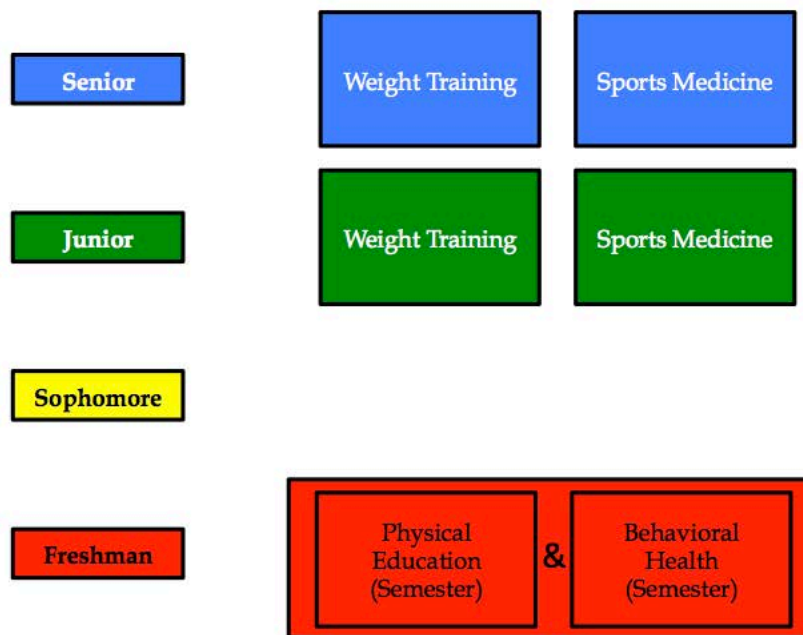 Senior
Weight Training
Sports Medicine
Junior
Weight Training
Sports Medicine
Sophomore
Freshman
Physical
Education
(Semester)
&
Behavioral
Health
(Semester)